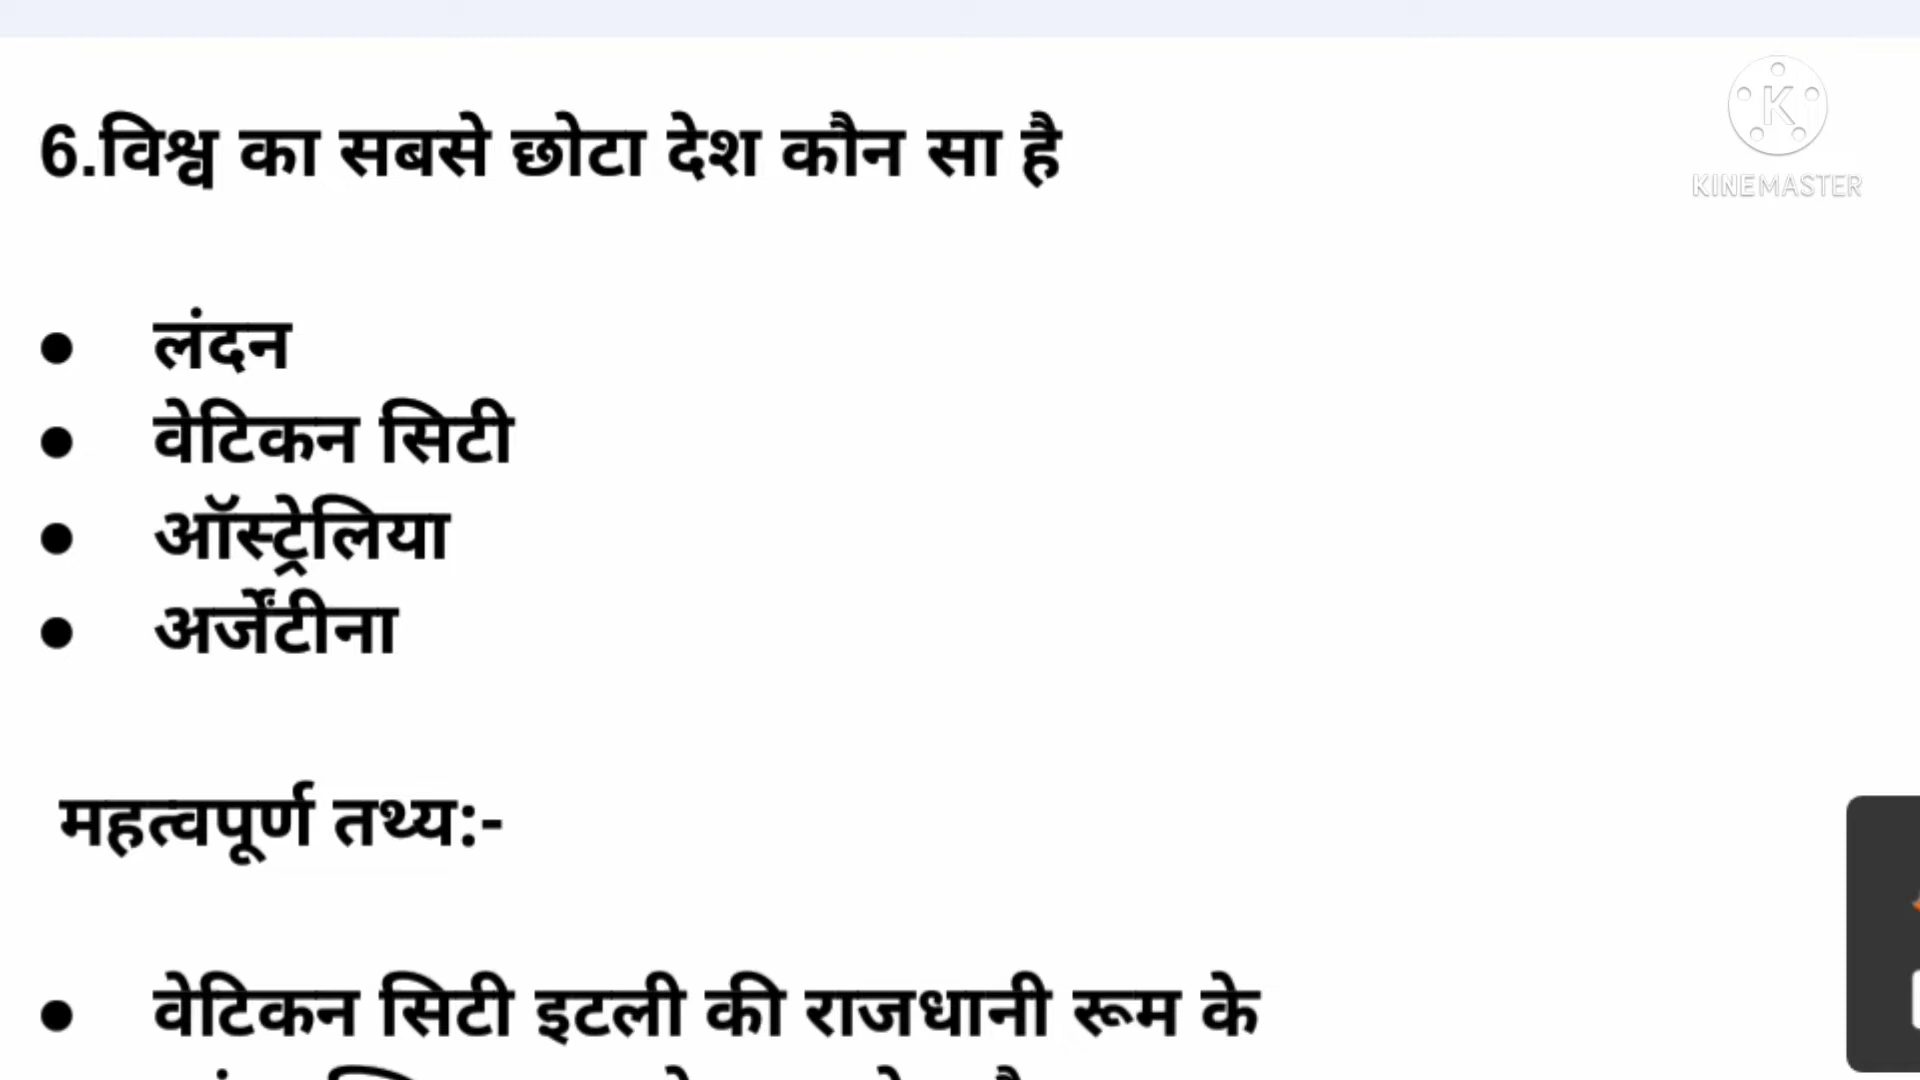 6.विश्व का सबसे छोटा देश कौन सा है
KINEMASTER
● लंदन
● वेटिकन सिटी
● ऑस्ट्रेलिया
● अर्जेंटीना
महत्वपूर्ण तथ्य:-
● वेटिकन सिटी इटली की राजधानी रूम के